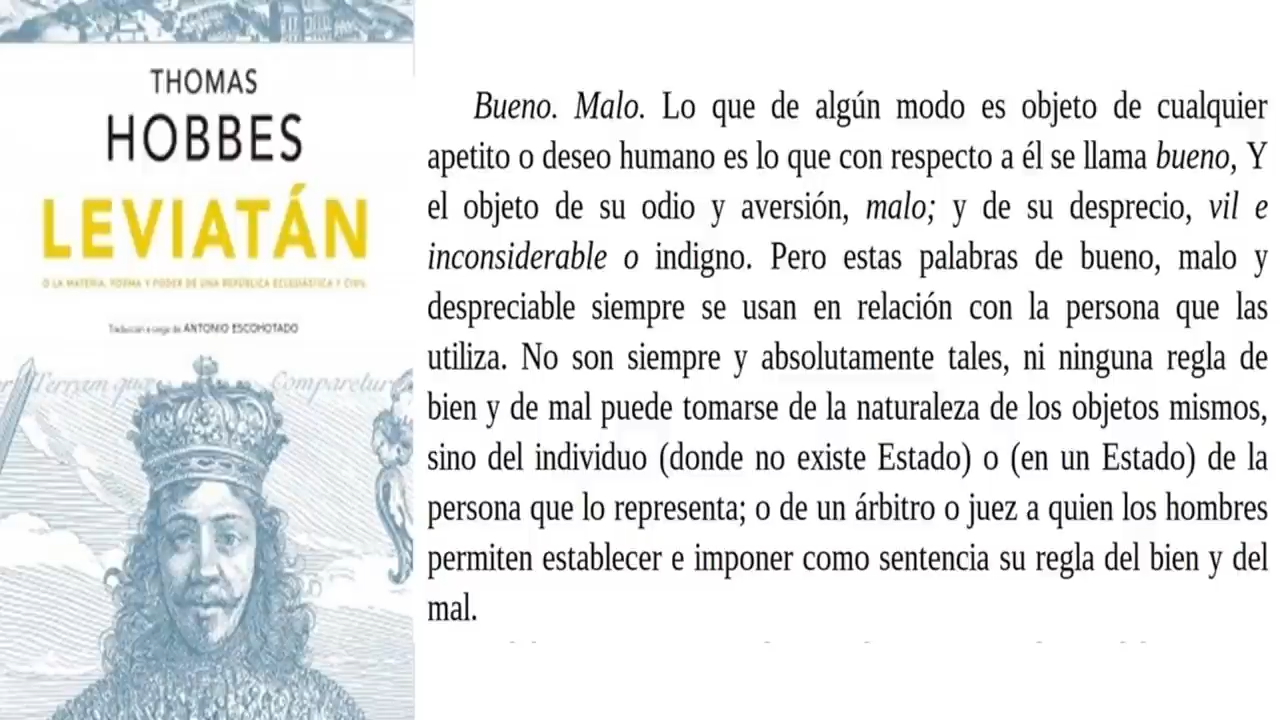 THOMAS
HOBBES
LEVIATÁN
O LA MATERIA, FORMA Y PODER DE UNA REPÚBLICA ECLESIÁSTICA Y CIVIL
Traducción a cargo de ANTONIO ESCOHOTADO
Terram quae Comparetur
Bueno. Malo. Lo que de algún modo es objeto de cualquier
apetito o deseo humano es lo que con respecto a él se llama bueno, Y
el objeto de su odio y aversión, malo; y de su desprecio, vil e
inconsiderable o indigno. Pero estas palabras de bueno, malo y
despreciable siempre se usan en relación con la persona que las
utiliza. No son siempre y absolutamente tales, ni ninguna regla de
bien y de mal puede tomarse de la naturaleza de los objetos mismos,
sino del individuo (donde no existe Estado) o (en un Estado) de la
persona que lo representa; o de un árbitro o juez a quien los hombres
permiten establecer e imponer como sentencia su regla del bien y del
mal.